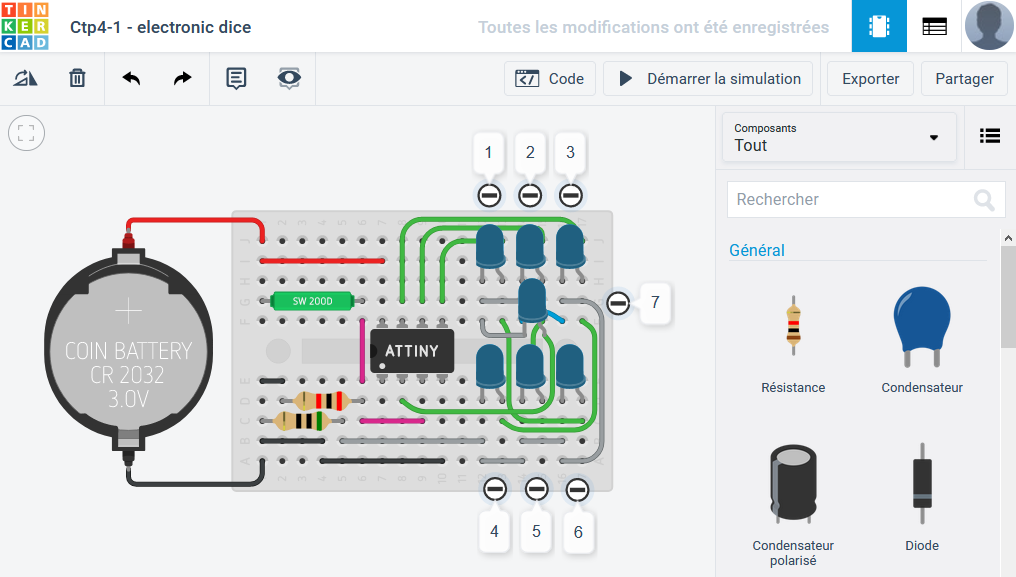 TIN
KER
CAD
Ctp4-1 - electronic dice
Toutes les modifications ont été enregistrées
Code
Démarrer la simulation
Exporter
Partager
Composants
Tout
Rechercher
Général
Résistance
Condensateur
Condensateur
polarisé
Diode
1
2
3
7
4
5
6
COIN BATTERY
CR 2032
3.0V
SW 200D
ATTINY